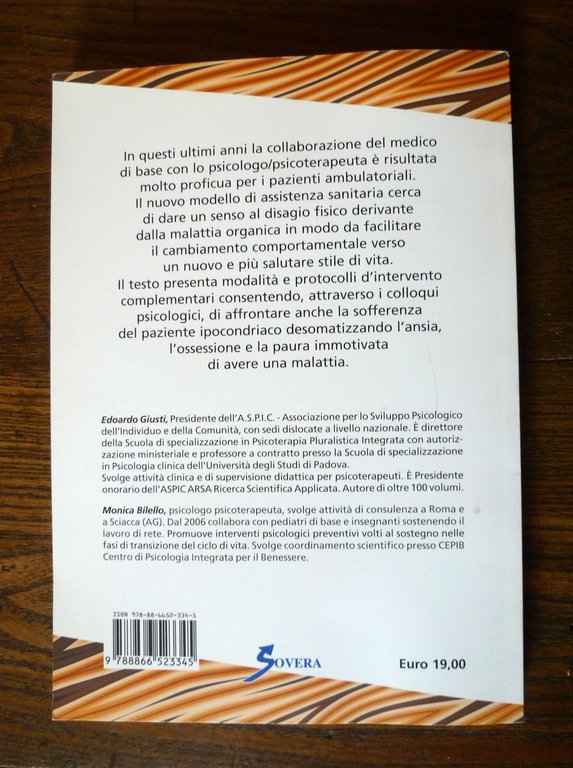 In questi ultimi anni la collaborazione del medico
di base con lo psicologo/psicoterapeuta è risultata
molto proficua per i pazienti ambulatoriali.
Il nuovo modello di assistenza sanitaria cerca
di dare un senso al disagio fisico derivante
dalla malattia organica in modo da facilitare
il cambiamento comportamentale verso
un nuovo e più salutare stile di vita.
Il testo presenta modalità e protocolli d'intervento
complementari consentendo, attraverso i colloqui
psicologici, di affrontare anche la sofferenza
del paziente ipocondriaco desomatizzando l'ansia,
l'ossessione e la paura immotivata
di avere una malattia.
Edoardo Giusti, Presidente dell'A.S.P.I.C. - Associazione per lo Sviluppo Psicologico
dell'Individuo e della Comunità, con sedi dislocate a livello nazionale. È direttore
della Scuola di specializzazione in Psicoterapia Pluralistica Integrata con autoriz-
zazione ministeriale e professore a contratto presso la Scuola di specializzazione
in Psicologia clinica dell'Università degli Studi di Padova.
Svolge attività clinica e di supervisione didattica per psicoterapeuti. È Presidente
onorario dell'ASPIC ARSA Ricerca Scientifica Applicata. Autore di oltre 100 volumi.
Monica Bilello, psicologo psicoterapeuta, svolge attività di consulenza a Roma e
a Sciacca (AG). Dal 2006 collabora con pediatri di base e insegnanti sostenendo il
lavoro di rete. Promuove interventi psicologici preventivi volti al sostegno nelle
fasi di transizione del ciclo di vita. Svolge coordinamento scientifico presso CEPIB
Centro di Psicologia Integrata per il Benessere.
ISBN 978-88-6652-334-5
9 788866 523345
SOVERA
Euro 19,00